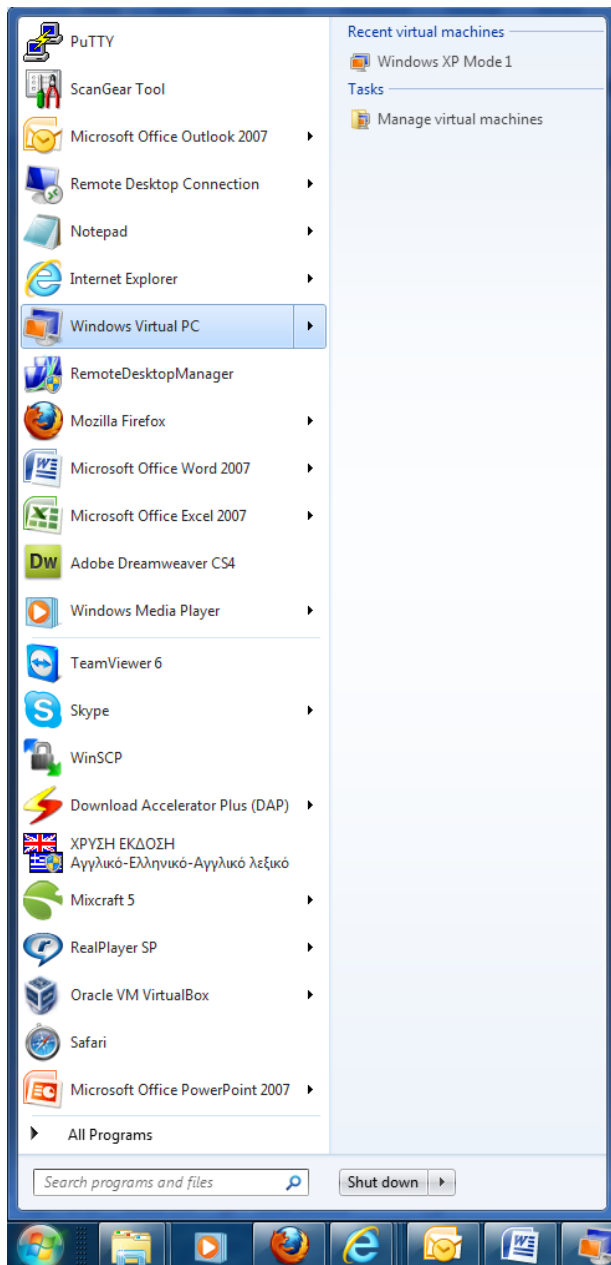 PuTTY
ScanGear Tool
Microsoft Office Outlook 2007
Remote Desktop Connection
Notepad
Internet Explorer
Windows Virtual PC
RemoteDesktopManager
Mozilla Firefox
Microsoft Office Word 2007
Microsoft Office Excel 2007
Dw Adobe Dreamweaver CS4
Windows Media Player
TeamViewer 6
Skype
WinSCP
Download Accelerator Plus (DAP)
ΧΡΥΣΗ ΕΚΔΟΣΗ
Αγγλικό-Ελληνικό-Αγγλικό λεξικό
Mixcraft 5
RealPlayer SP
Oracle VM VirtualBox
Safari
Microsoft Office PowerPoint 2007
All Programs
Search programs and files
Recent virtual machines
Windows XP Mode 1
Tasks
Manage virtual machines
Shut down